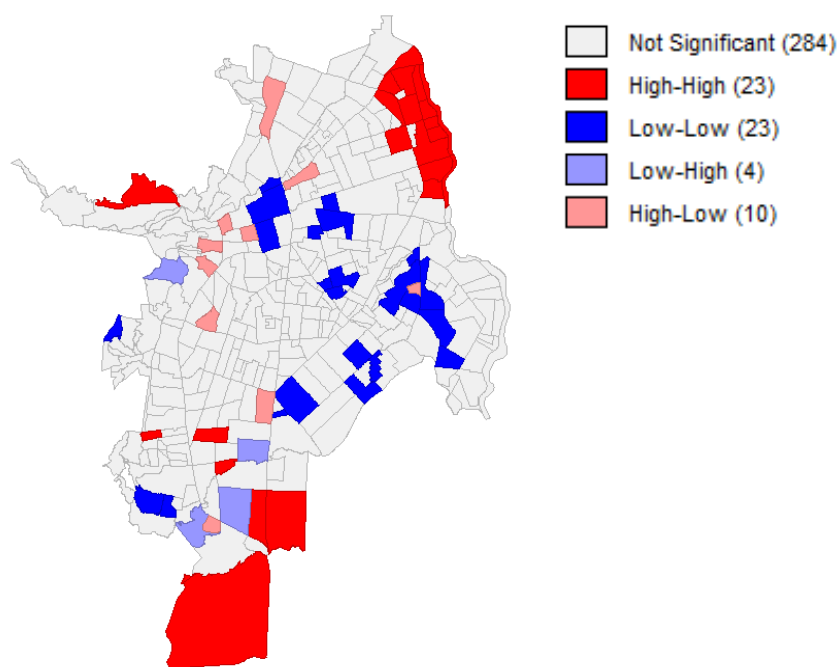 Not Significant (284)
High-High (23)
Low-Low (23)
Low-High (4)
High-Low (10)